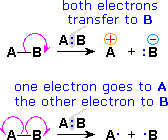 both electrons
transfer to B
A—B A:B A :B
⊕ ⊖
one electron goes to A
the other electron to B
A—B A:B A· ·B